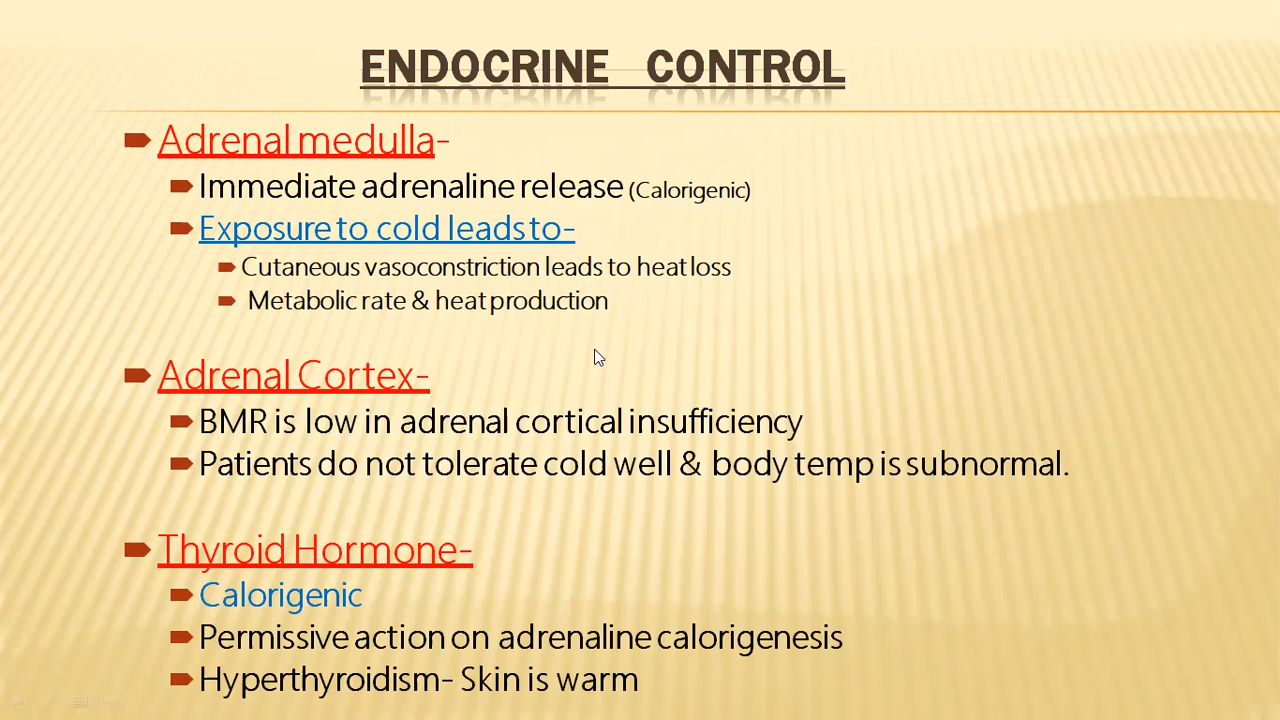 ENDOCRINE CONTROL
Adrenal medulla-
Immediate adrenaline release (Calorigenic)
Exposure to cold leads to-
Cutaneous vasoconstriction leads to heat loss
Metabolic rate & heat production
Adrenal Cortex-
BMR is low in adrenal cortical insufficiency
Patients do not tolerate cold well & body temp is subnormal.
Thyroid Hormone-
Calorigenic
Permissive action on adrenaline calorigenesis
Hyperthyroidism- Skin is warm